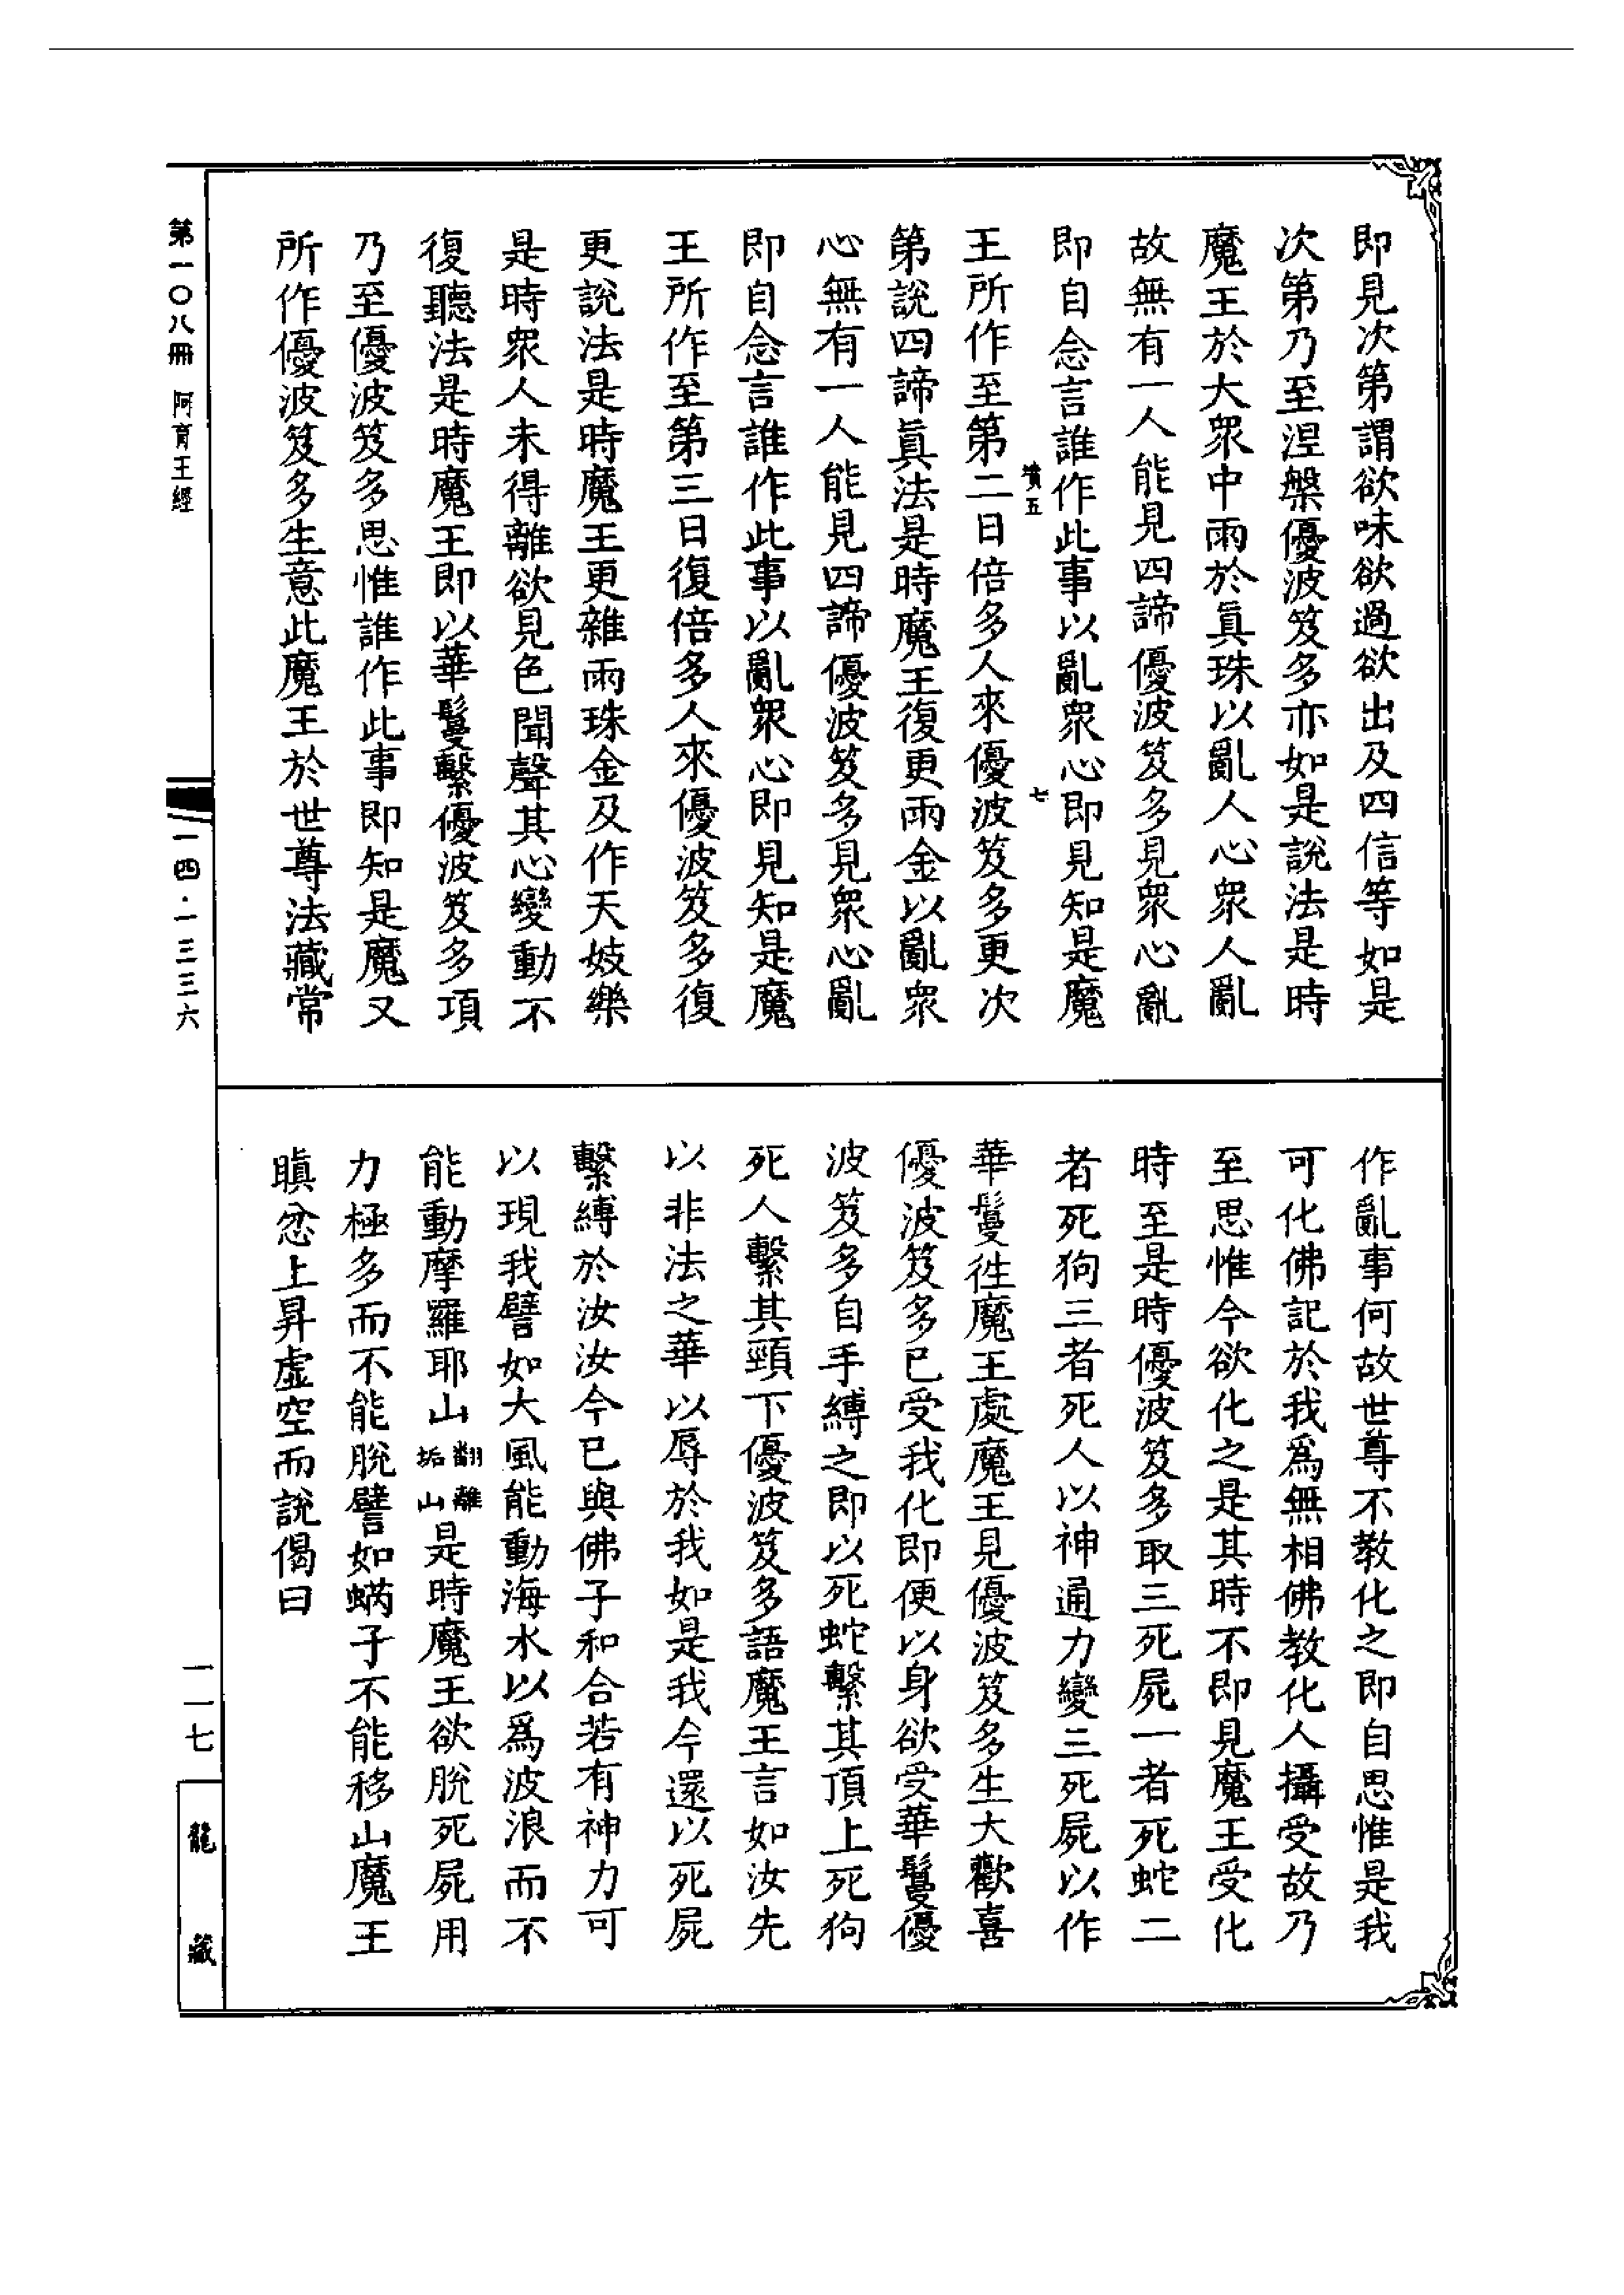 即見次第謂欲味欲過欲出及四信等如是
次第乃至涅槃優波笈多亦如是說法是時
魔王於大眾中雨於眞珠以亂人心眾人亂
故無有一人能見四諦優波笈多見眾心亂
即自念言誰作此事以亂眾心即見知是魔
五 七
王所作至第二日倍多人來優波笈多更次
第說四諦眞法是時魔王復更雨金以亂眾
心無有一人能見四諦優波笈多見眾心亂
即自念言誰作此事以亂眾心即見知是魔
王所作至第三日復倍多人來優波笈多復
更說法是時魔王更雜雨珠金及作天妓樂
是時眾人未得離欲見色聞聲其心變動不
復聽法是時魔王即以華鬘繫優波笈多項
乃至優波笈多思惟誰作此事即知是魔又
所作優波笈多生意此魔王於世尊法藏常
作亂事何故世尊不教化之即自思惟是我
可化佛記於我爲無相佛教化人攝受故乃
至思惟今欲化之是其時不即見魔王受化
時至是時優波笈多取三死屍一者死蛇二
者死狗三者死人以神通力變三死屍以作
華鬘往魔王處魔王見優波笈多生大歡喜
優波笈多已受我化即便以身欲受華鬘優
波笈多自手縛之即以死蛇繫其頂上死狗
死人繫其頸下優波笈多語魔王言如汝先
以非法之華以辱於我如是我今還以死屍
繫縛於汝汝今已與佛子和合若有神力可
以現我譬如大風能動海水以爲波浪而不
能動摩羅耶山翻離垢山是時魔王欲脫死屍用
力極多而不能脫譬如螨子不能移山魔王
瞋忿上昇虛空而說偈曰
第一〇八冊 阿育王經
一四·一三三六
一一七
龍藏